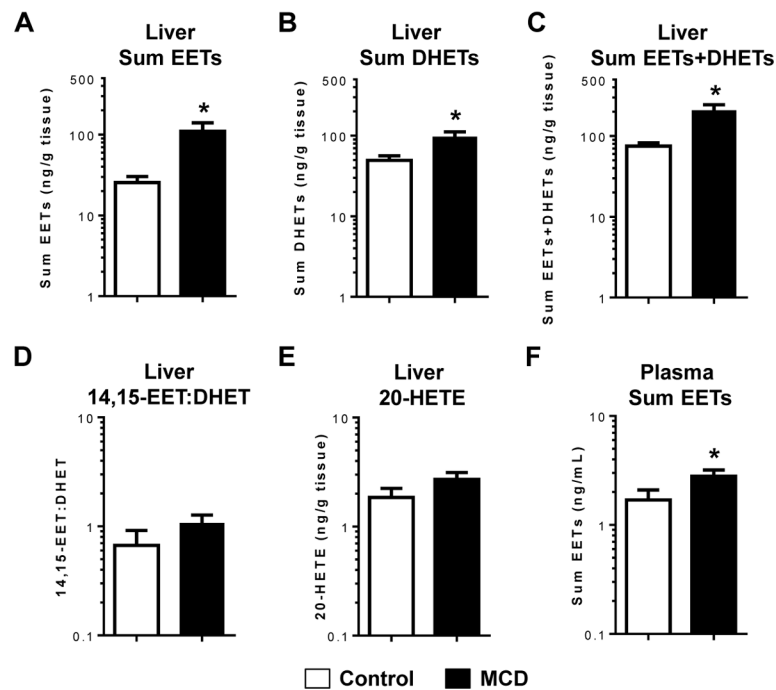 A
Liver
Sum EETs
Sum EETs (ng/g tissue)
500
100
10
1
*
B
Liver
Sum DHETs
Sum DHETs (ng/g tissue)
500
100
10
1
*
C
Liver
Sum EETs+DHETs
Sum EETs+DHETs (ng/g tissue)
500
100
10
1
*
D
Liver
14,15-EET:DHET
14,15-EET:DHET
10
1
0.1
E
Liver
20-HETE
20-HETE (ng/g tissue)
10
1
0.1
F
Plasma
Sum EETs
Sum EETs (ng/mL)
10
1
0.1
*
Control
MCD